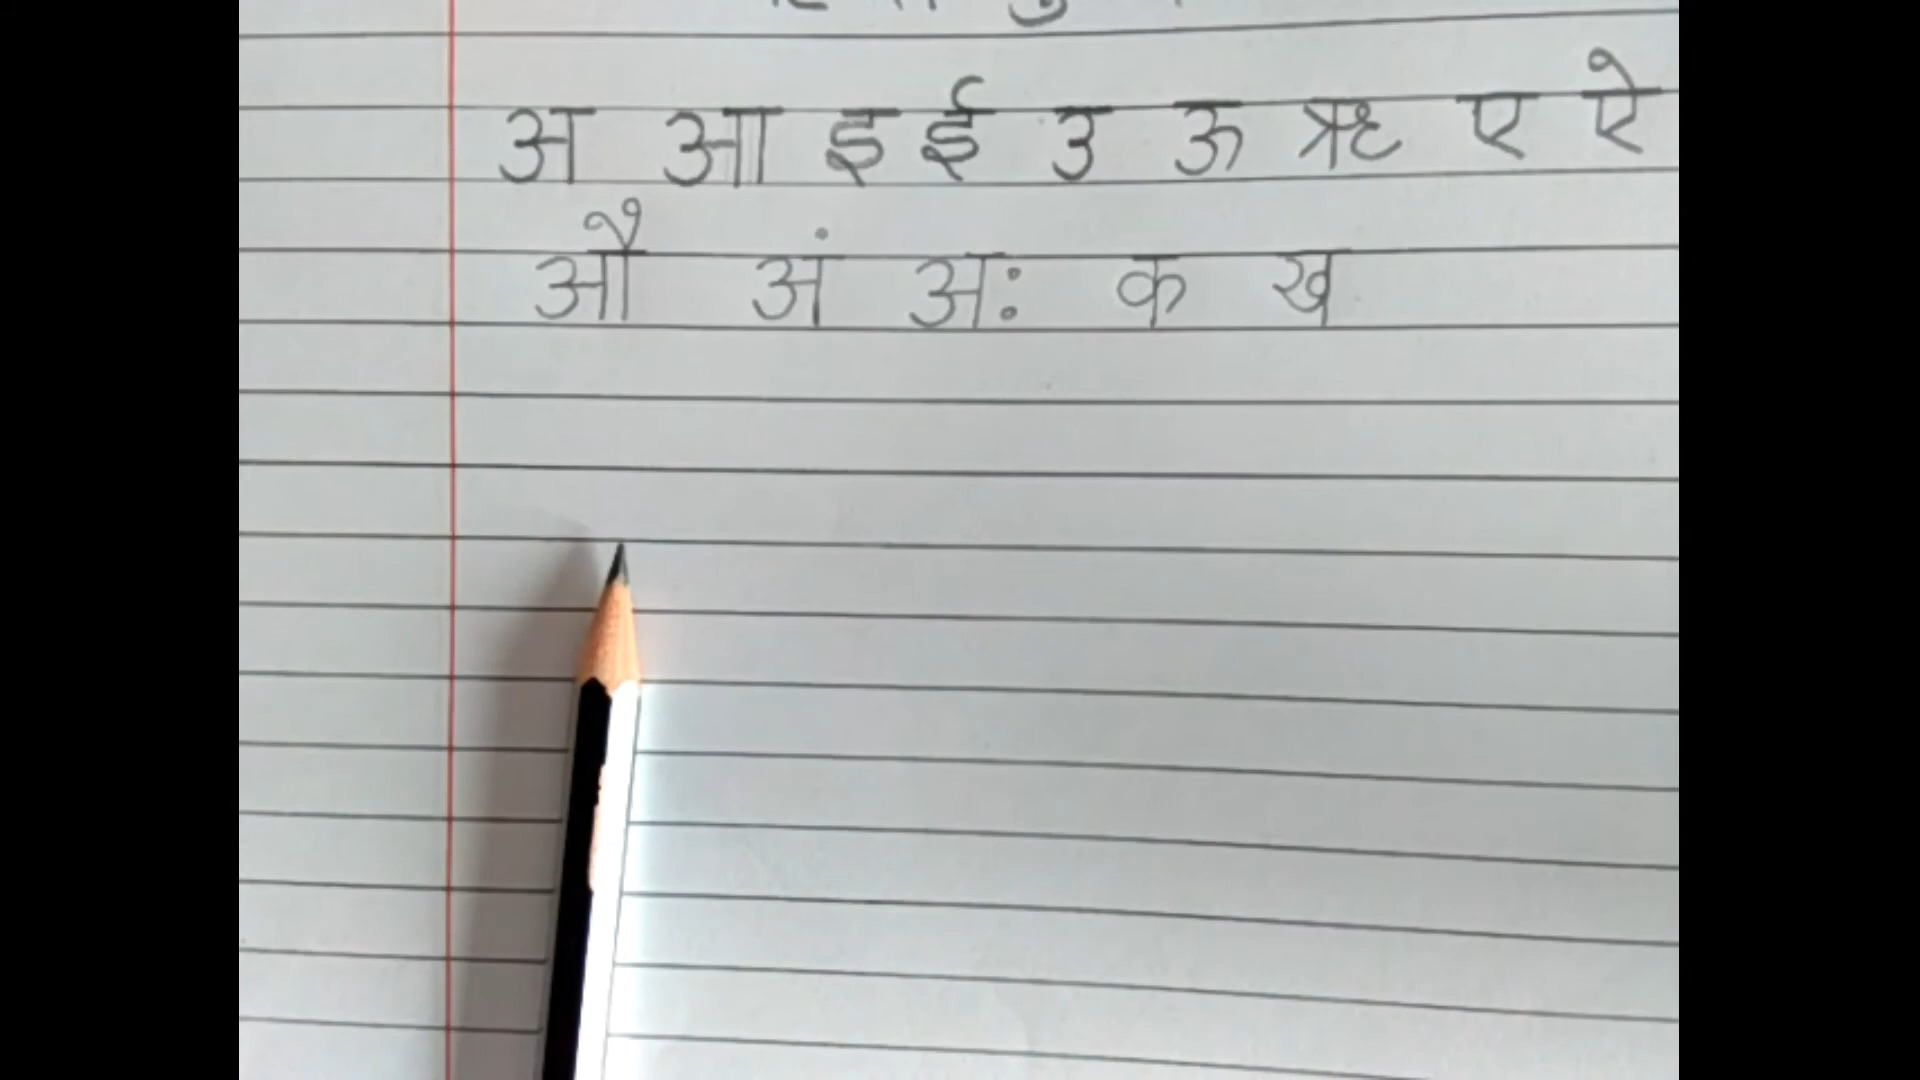 अ आ इ ई उ ऊ ऋ ए ऐ
औ अं अः क ख